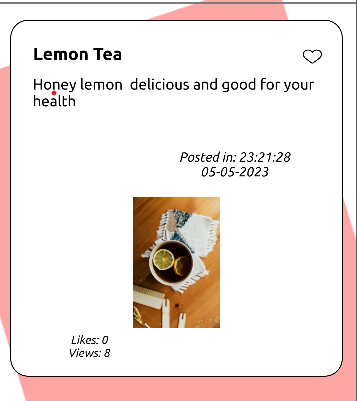 Lemon Tea
Honey lemon  delicious and good for your
health
Posted in: 23:21:28
05-05-2023
Likes: 0
Views: 8